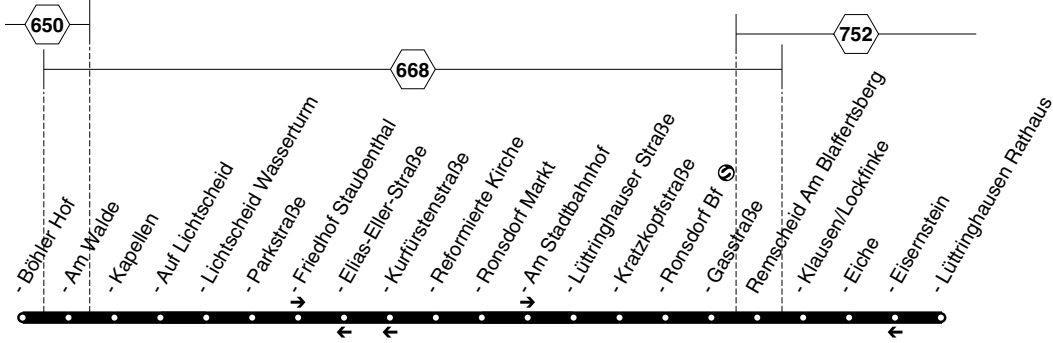 650
752
668
- Böhler Hof
- Am Walde
- Kapellen
- Auf Lichtscheid
- Lichtscheid Wasserturm
- Parkstraße
- Friedhof Staubenthal
- Elias-Eller-Straße
- Kurfürstenstraße
- Reformierte Kirche
- Ronsdorf Markt
- Am Stadtbahnhof
- Lüttringhauser Straße
- Kratzkopfstraße
- Ronsdorf Bf S
- Gasstraße
Remscheid Am Blaffertsberg
- Klausen/Lockfinke
- Eiche
- Eisernstein
- Lüttringhausen Rathaus